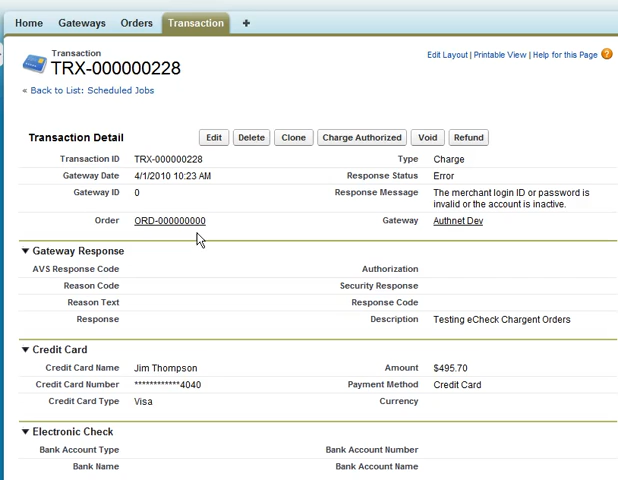 Home Gateways Orders Transaction +
Transaction
TRX-000000228
Edit Layout | Printable View | Help for this Page ?
« Back to List: Scheduled Jobs
Transaction Detail Edit Delete Clone Charge Authorized Void Refund
Transaction ID TRX-000000228 Type Charge
Gateway Date 4/1/2010 10:23 AM Response Status Error
Gateway ID 0 Response Message The merchant login ID or password is
invalid or the account is inactive.
Order ORD-000000000 Gateway Authnet Dev
Gateway Response
AVS Response Code Authorization
Reason Code Security Response
Reason Text Response Code
Response Description Testing eCheck Chargent Orders
Credit Card
Credit Card Name Jim Thompson Amount $495.70
Credit Card Number ************4040 Payment Method Credit Card
Credit Card Type Visa Currency
Electronic Check
Bank Account Type Bank Account Number
Bank Name Bank Account Name